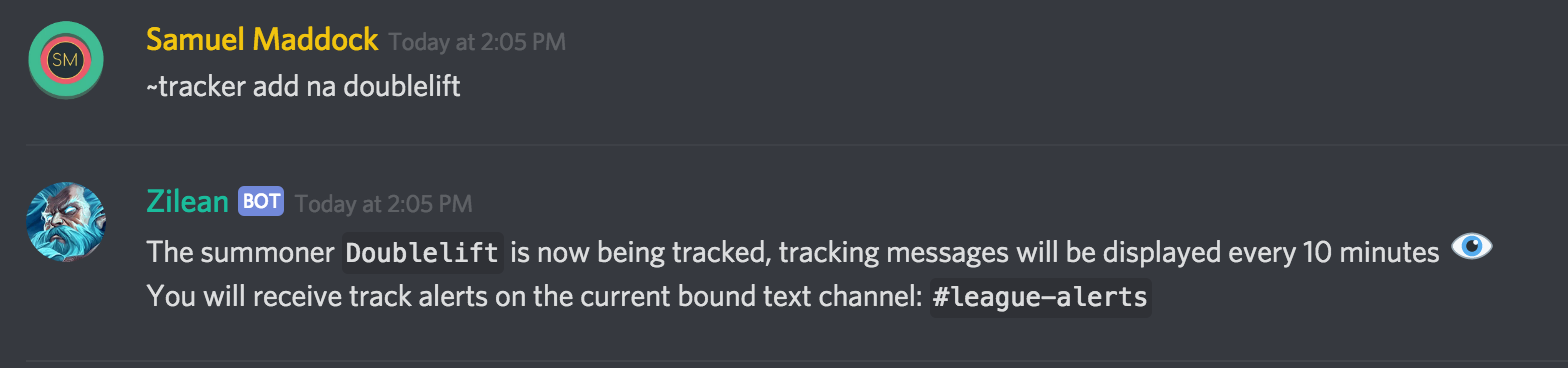 SM
Samuel Maddock Today at 2:05 PM
~tracker add na doublelift
Zilean BOT Today at 2:05 PM
The summoner Doublelift is now being tracked, tracking messages will be displayed every 10 minutes 👁
You will receive track alerts on the current bound text channel: #league-alerts